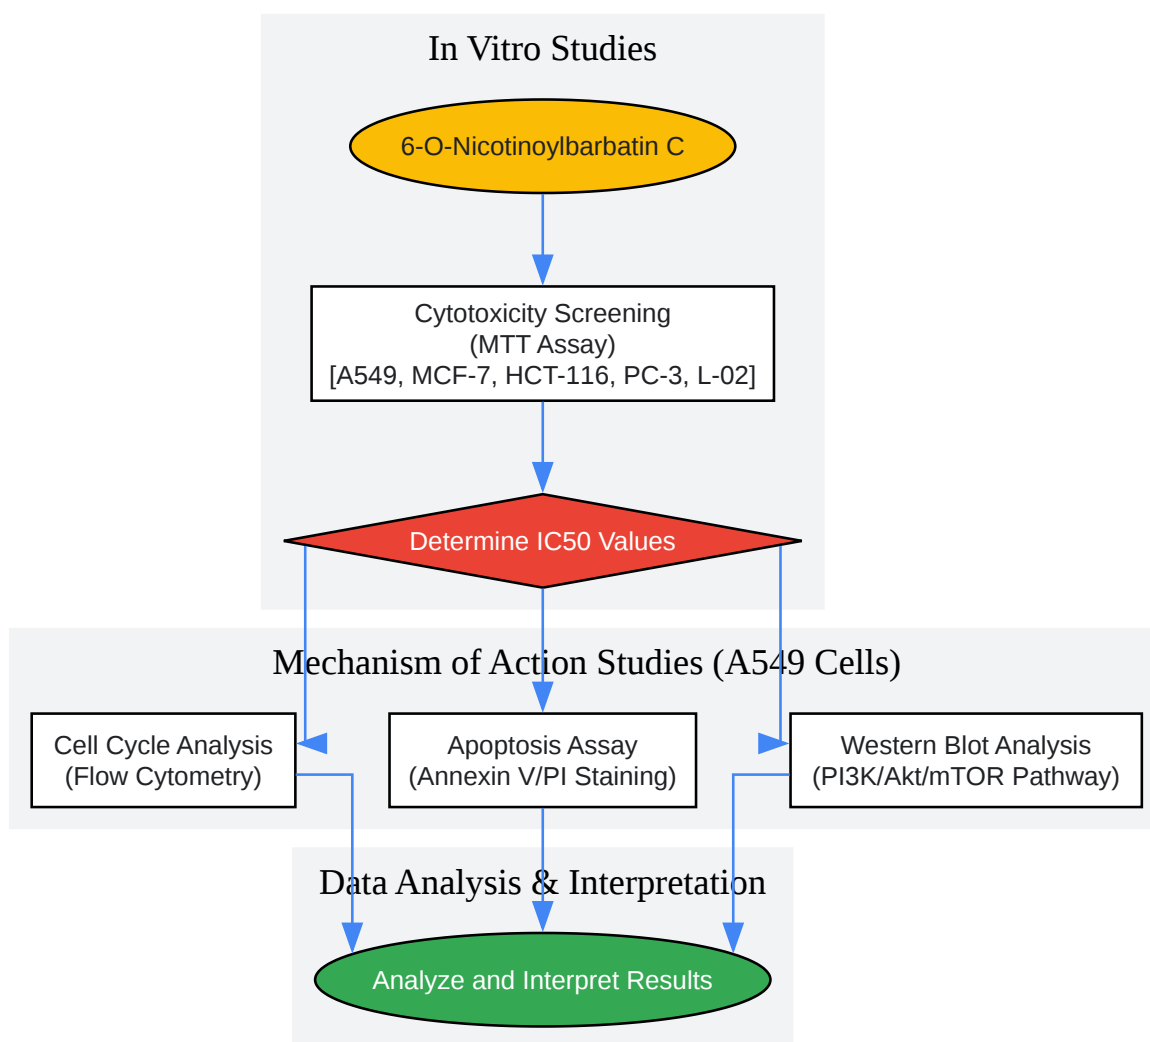 In Vitro Studies
6-O-Nicotinoylbarbatin C
Cytotoxicity Screening
(MTT Assay)
[A549, MCF-7, HCT-116, PC-3, L-02]
Determine IC50 Values
Mechanism of Action Studies (A549 Cells)
Cell Cycle Analysis
(Flow Cytometry)
Apoptosis Assay
(Annexin V/PI Staining)
Western Blot Analysis
(PI3K/Akt/mTOR Pathway)
Data Analysis & Interpretation
Analyze and Interpret Results